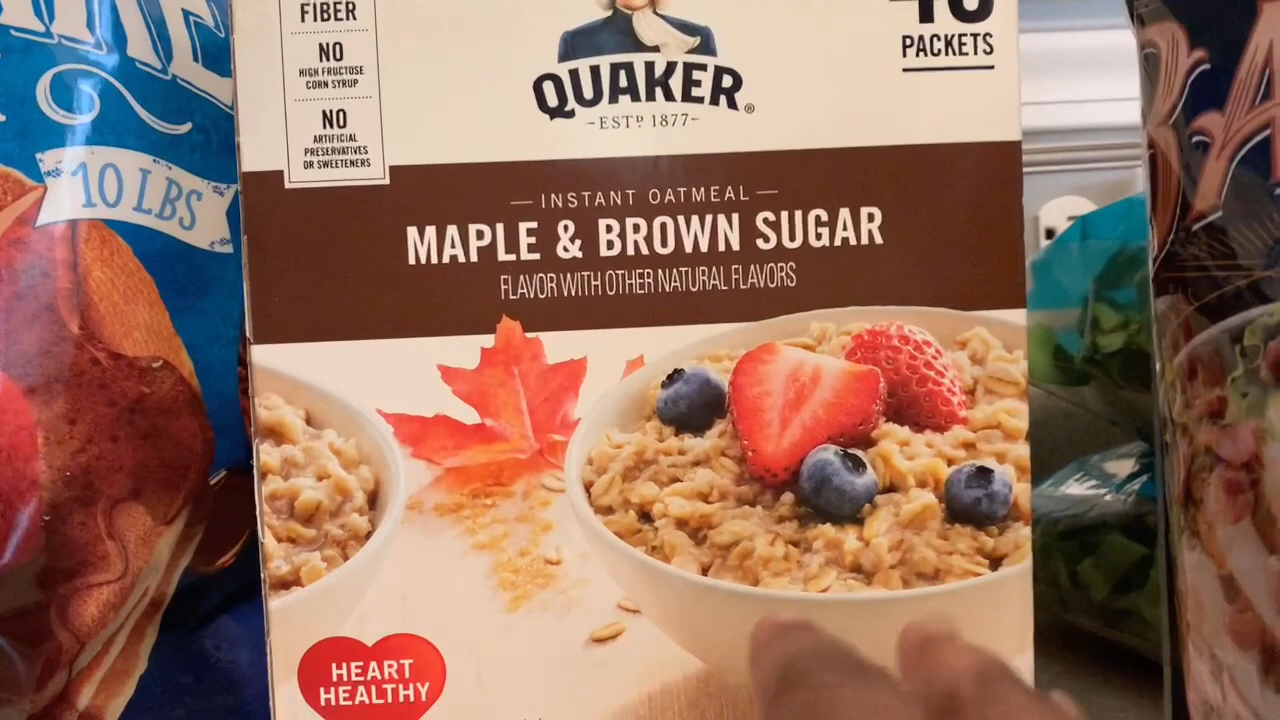 FIBER
NO
HIGH FRUCTOSE
CORN SYRUP
NO
ARTIFICIAL
PRESERVATIVES
OR SWEETENERS
QUAKER®
-ESTD 1877-
PACKETS
— INSTANT OATMEAL —
MAPLE & BROWN SUGAR
FLAVOR WITH OTHER NATURAL FLAVORS
HEART
HEALTHY
10 LBS